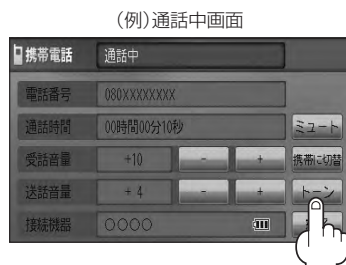 (例)通話中画面
携帯電話 通話中
電話番号 080XXXXXXXX
通話時間 00時間00分10秒 ミュート
受話音量 +10 - + 携帯に切替
送話音量 + 4 - + トーン
接続機器 ○○○○